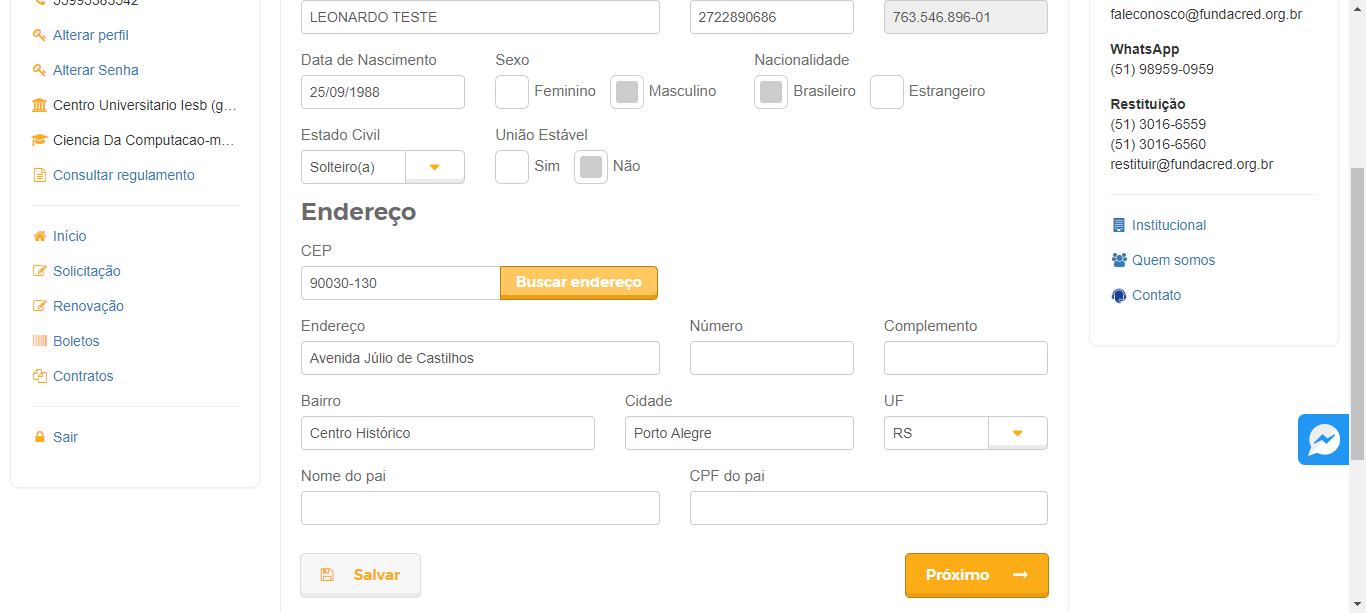 55995385542
Alterar perfil
Alterar Senha
Centro Universitario Iesb (g...
Ciencia Da Computacao-m...
Consultar regulamento
Início
Solicitação
Renovação
Boletos
Contratos
Sair
LEONARDO TESTE 2722890686 763.546.896-01
Data de Nascimento Sexo Nacionalidade
25/09/1988 Feminino Masculino Brasileiro Estrangeiro
Estado Civil União Estável
Solteiro(a) Sim Não
Endereço
CEP
90030-130 Buscar endereço
Endereço Número Complemento
Avenida Júlio de Castilhos
Bairro Cidade UF
Centro Histórico Porto Alegre RS
Nome do pai CPF do pai
Salvar Próximo
faleconosco@fundacred.org.br
WhatsApp
(51) 98959-0959
Restituição
(51) 3016-6559
(51) 3016-6560
restituir@fundacred.org.br
Institucional
Quem somos
Contato